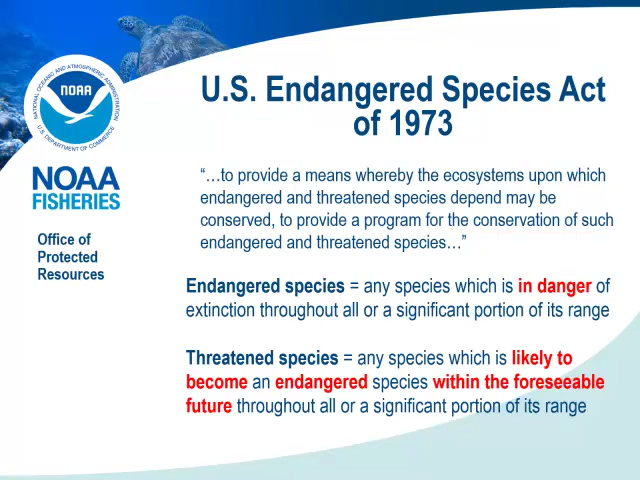 NATIONAL OCEANIC AND ATMOSPHERIC ADMINISTRATION
NOAA
U.S. DEPARTMENT OF COMMERCE
NOAA
FISHERIES
Office of
Protected
Resources
U.S. Endangered Species Act
of 1973
“…to provide a means whereby the ecosystems upon which
endangered and threatened species depend may be
conserved, to provide a program for the conservation of such
endangered and threatened species…”
Endangered species = any species which is in danger of
extinction throughout all or a significant portion of its range
Threatened species = any species which is likely to
become an endangered species within the foreseeable
future throughout all or a significant portion of its range